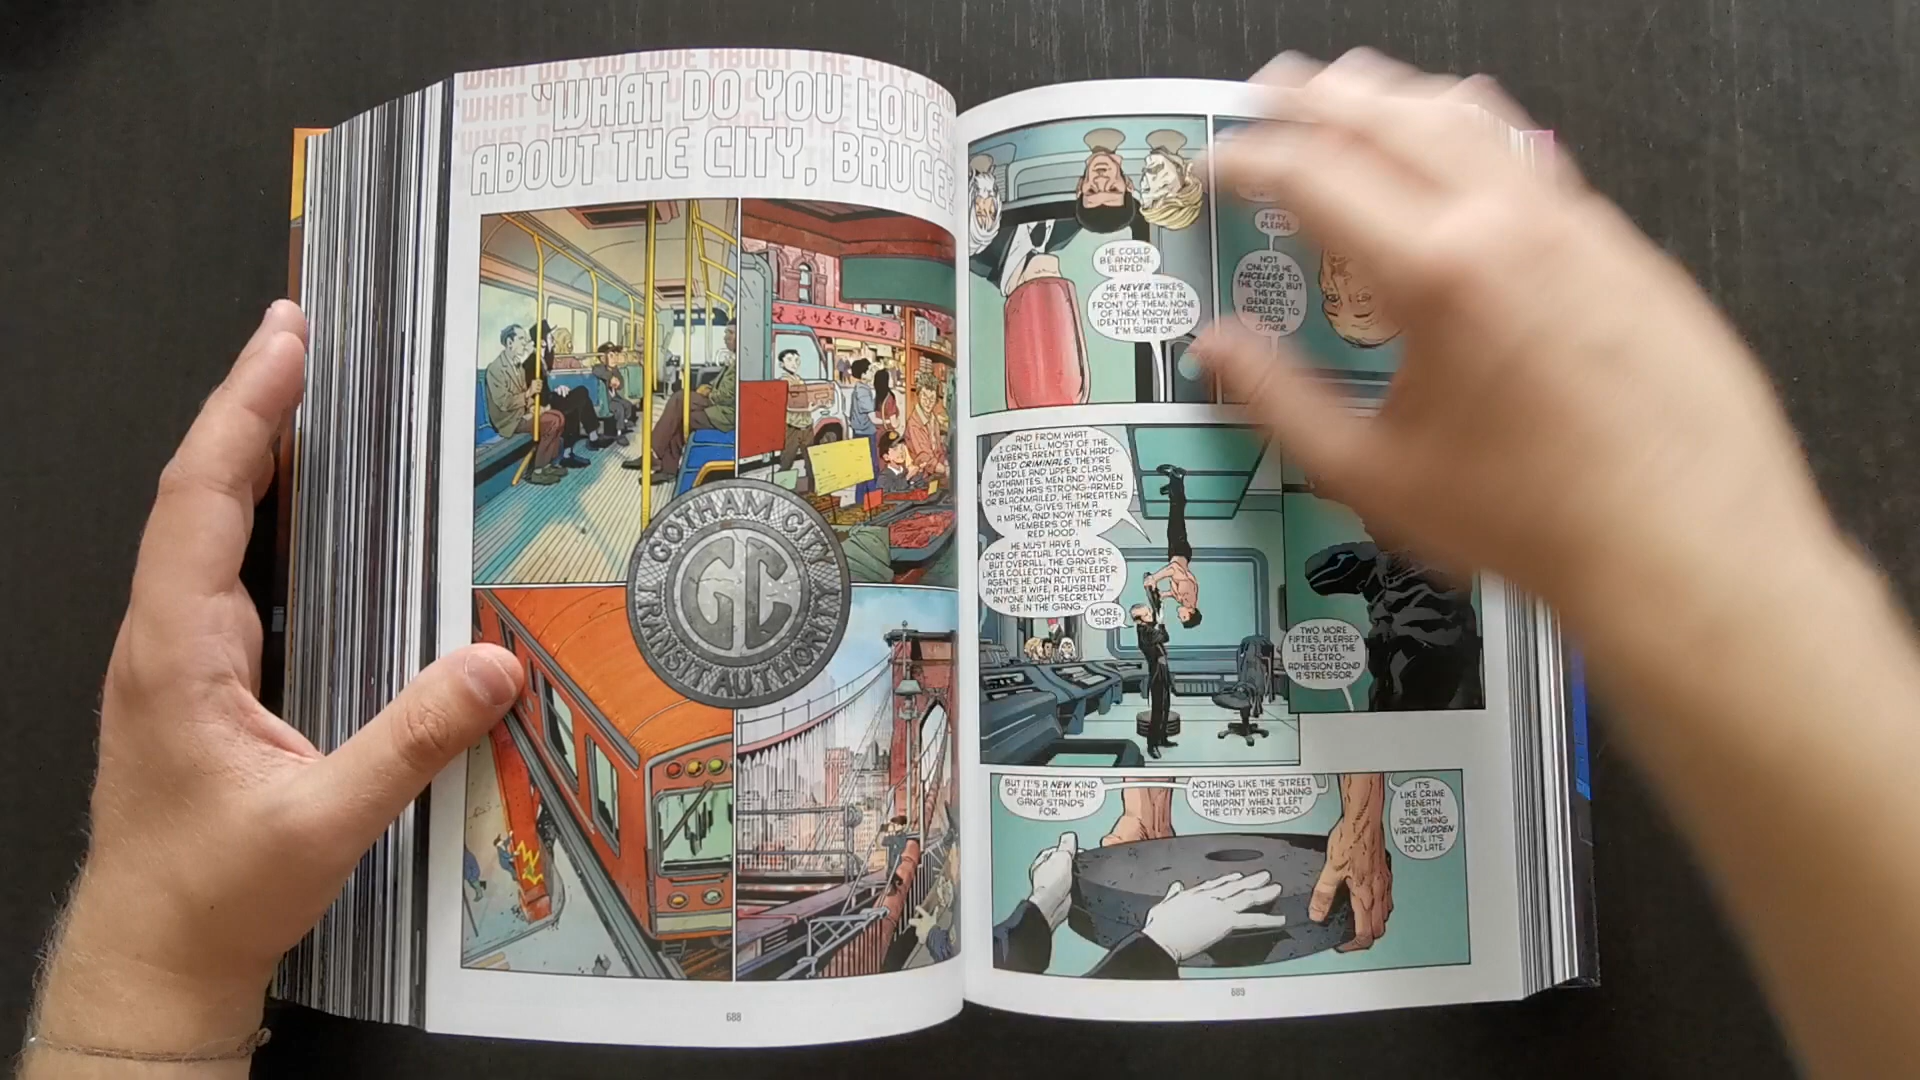 "WHAT DO YOU LOVE
ABOUT THE CITY, BRUCE?
GOTHAM CITY
GC
TRANSIT AUTHORITY
688
HE COULD
BE ANYONE,
ALFRED.
HE NEVER TAKES
OFF THE HELMET IN
FRONT OF THEM. NONE
OF THEM KNOW HIS
IDENTITY. THAT MUCH
I'M SURE OF.
FIFTY
PLEASE.
NOT
ONLY IS HE
FACELESS TO
THE GANG, BUT
THEY'RE
GENERALLY
FACELESS TO
EACH
OTHER.
AND FROM WHAT
I CAN TELL, MOST OF THE
MEMBERS AREN'T EVEN HARD-
ENED CRIMINALS. THEY'RE
MIDDLE AND UPPER CLASS
GOTHAMITES. MEN AND WOMEN
THIS MAN HAS STRONG-ARMED
OR BLACKMAILED. HE THREATENS
THEM, GIVES THEM A
A MASK, AND NOW THEY'RE
MEMBERS OF THE
RED HOOD.
HE MUST HAVE A
CORE OF ACTUAL FOLLOWERS.
BUT OVERALL, THE GANG IS
LIKE A COLLECTION OF SLEEPER
AGENTS HE CAN ACTIVATE AT
ANYTIME. A WIFE, A HUSBAND...
ANYONE MIGHT SECRETLY
BE IN THE GANG.
MORE,
SIR?
TWO MORE
FIFTIES, PLEASE?
LET'S GIVE THE
ELECTRO-
ADHESION BOND
A STRESSOR.
BUT IT'S A NEW KIND
OF CRIME THAT THIS
GANG STANDS
FOR.
NOTHING LIKE THE STREET
CRIME THAT WAS RUNNING
RAMPANT WHEN I LEFT
THE CITY YEARS AGO.
IT'S
LIKE CRIME
BENEATH
THE SKIN.
SOMETHING
VIRAL. HIDDEN
UNTIL IT'S
TOO LATE.
689